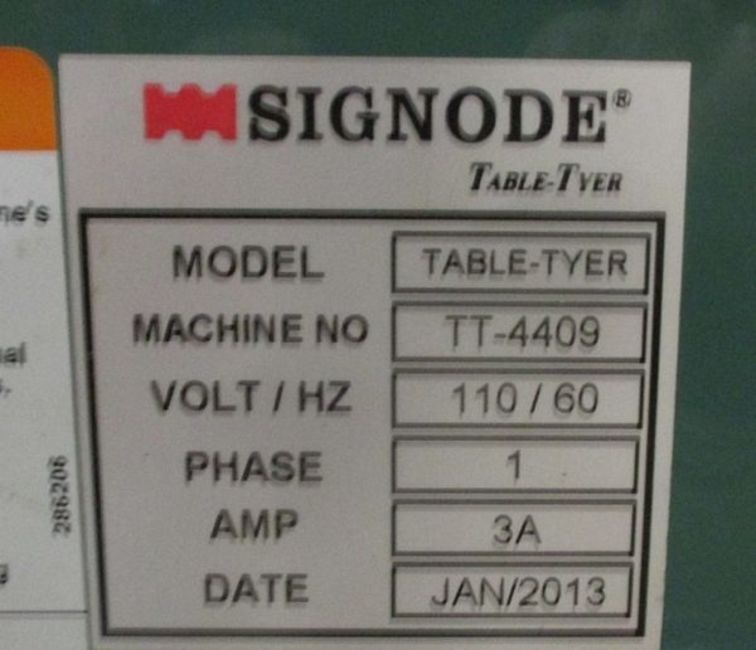 SIGNODE®
TABLE-TYER
MODEL TABLE-TYER
MACHINE NO TT-4409
VOLT / HZ 110 / 60
PHASE 1
AMP 3A
DATE JAN/2013
286206